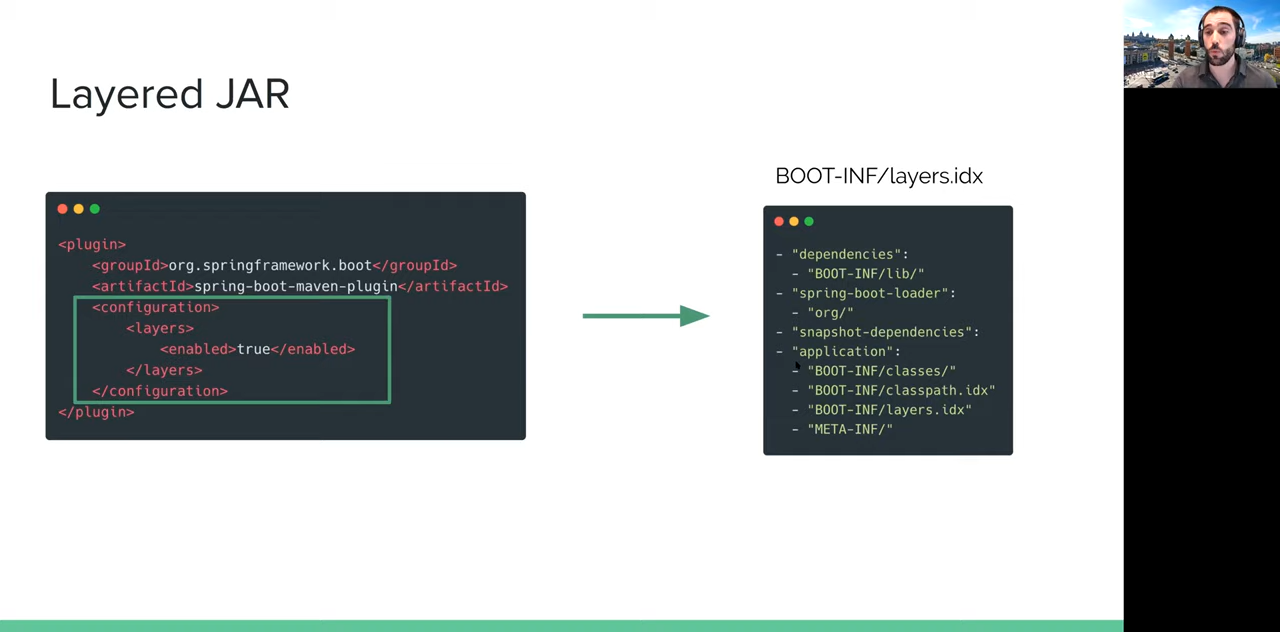 Layered JAR
<plugin>
<groupId>org.springframework.boot</groupId>
<artifactId>spring-boot-maven-plugin</artifactId>
<configuration>
<layers>
<enabled>true</enabled>
</layers>
</configuration>
</plugin>
BOOT-INF/layers.idx
- "dependencies":
- "BOOT-INF/lib/"
- "spring-boot-loader":
- "org/"
- "snapshot-dependencies":
- "application":
- "BOOT-INF/classes/"
- "BOOT-INF/classpath.idx"
- "BOOT-INF/layers.idx"
- "META-INF/"